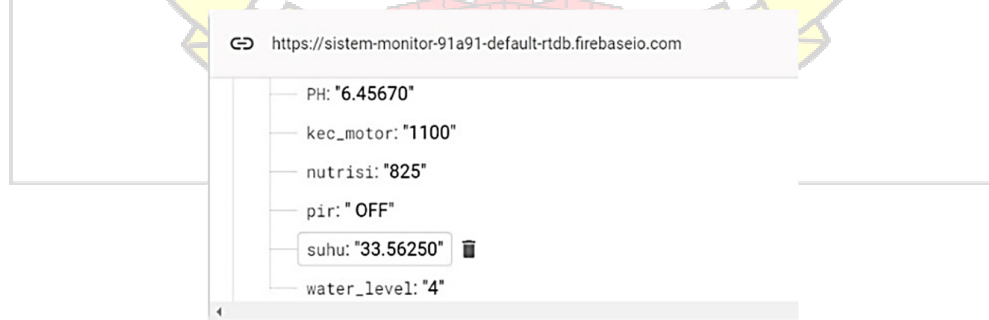 https://sistem-monitor-91a91-default-rtdb.firebaseio.com
PH: "6.45670"
kec_motor: "1100"
nutrisi: "825"
pir: " OFF"
suhu: "33.56250"
water_level: "4"